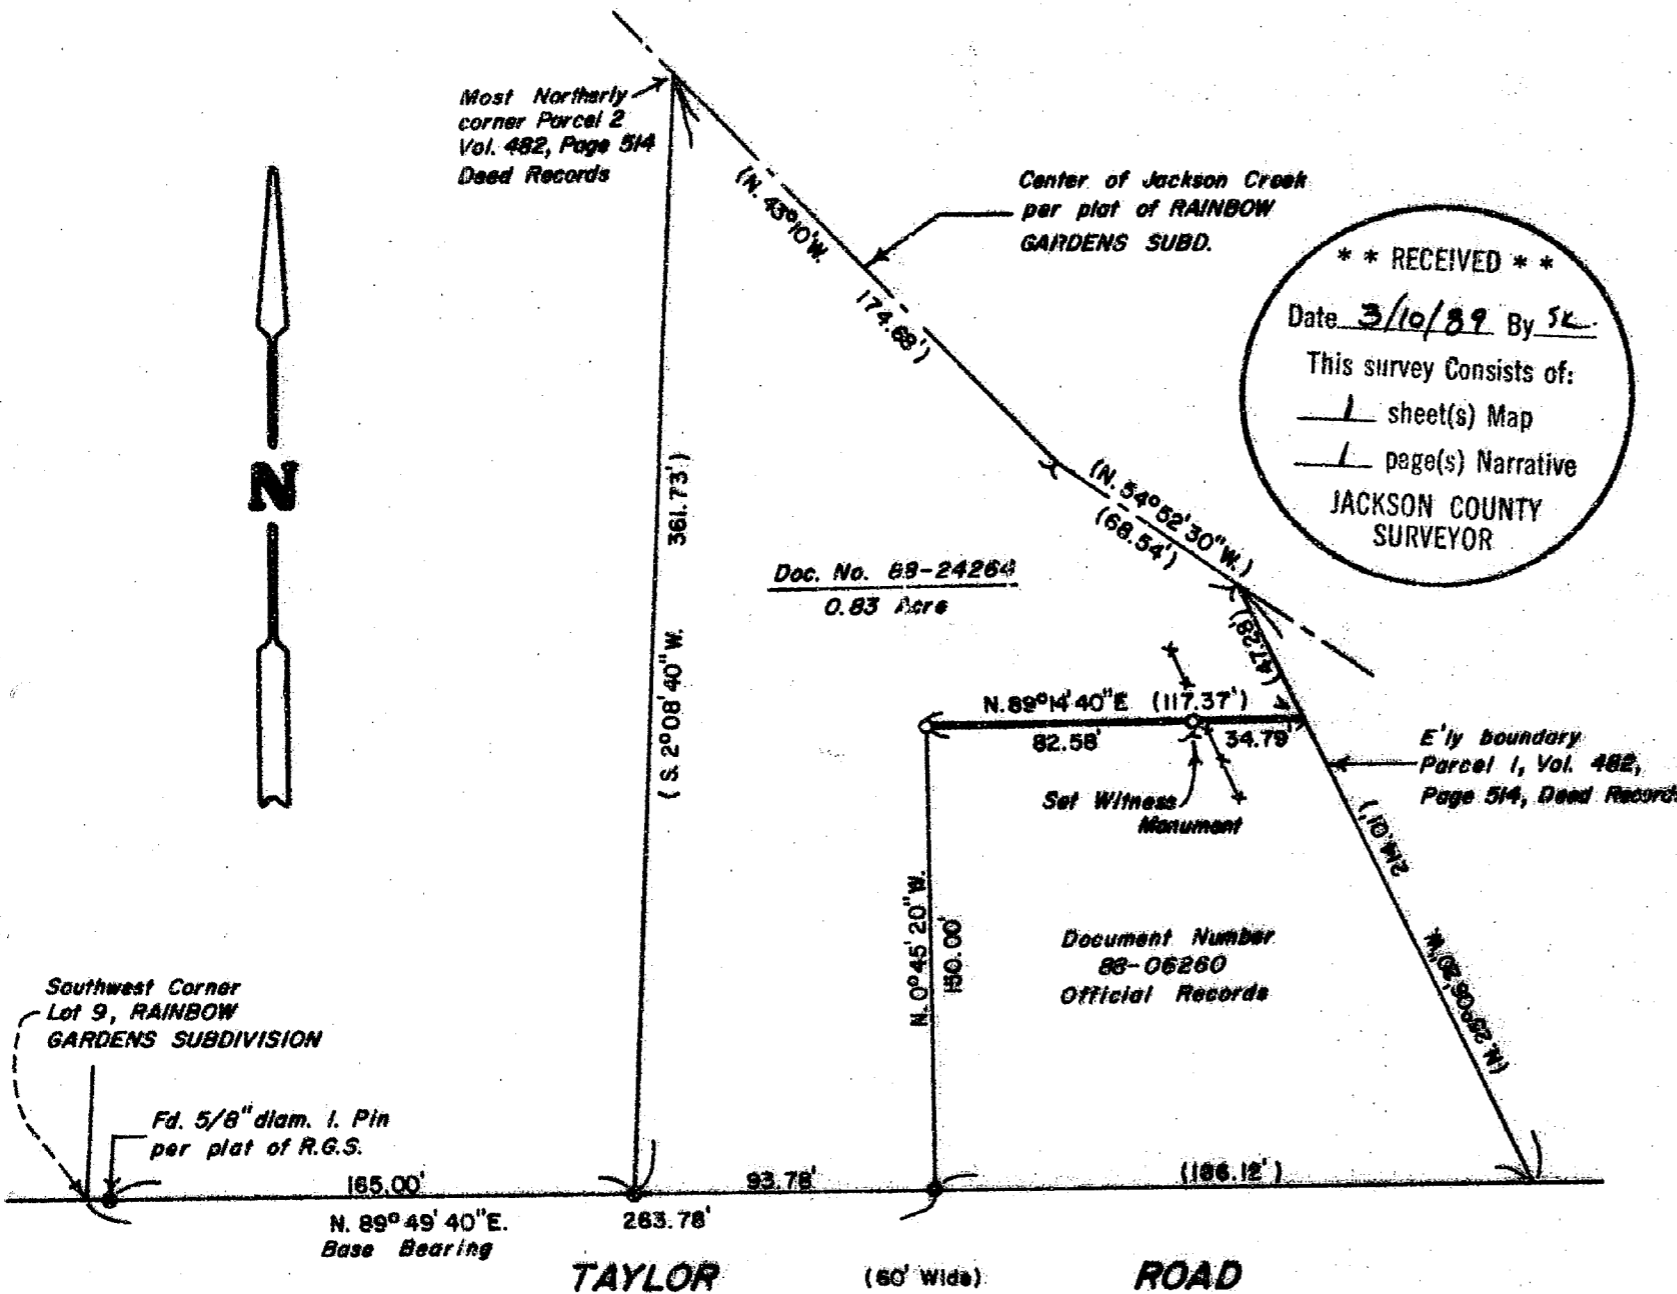 Most Northerly
corner Parcel 2
Vol. 482, Page 514
Deed Records
(N. 43°10'W.
174.68')
Center of Jackson Creek
per plat of RAINBOW
GARDENS SUBD.
* * RECEIVED * *
Date 3/10/89 By SK.
This survey Consists of:
1 sheet(s) Map
1 page(s) Narrative
JACKSON COUNTY
SURVEYOR
N
(S. 2°08'40"W. 361.73')
(N. 54°52'30"W.)
(68.54')
Doc. No. 88-24264
0.83 Acre
(47.29')
N. 89°14'40"E (117.37')
82.58' 34.79'
Set Witness
Monument
E'ly boundary
Parcel 1, Vol. 482,
Page 514, Deed Records
214.01')
(N. 25°06'20"W.
N. 0°45'20"W.
150.00'
Document Number
88-06260
Official Records
Southwest Corner
Lot 9, RAINBOW
GARDENS SUBDIVISION
Fd. 5/8" diam. I. Pin
per plat of R.G.S.
165.00' 93.78' (186.12')
N. 89°49'40"E. 263.78'
Base Bearing
TAYLOR (60' Wide) ROAD